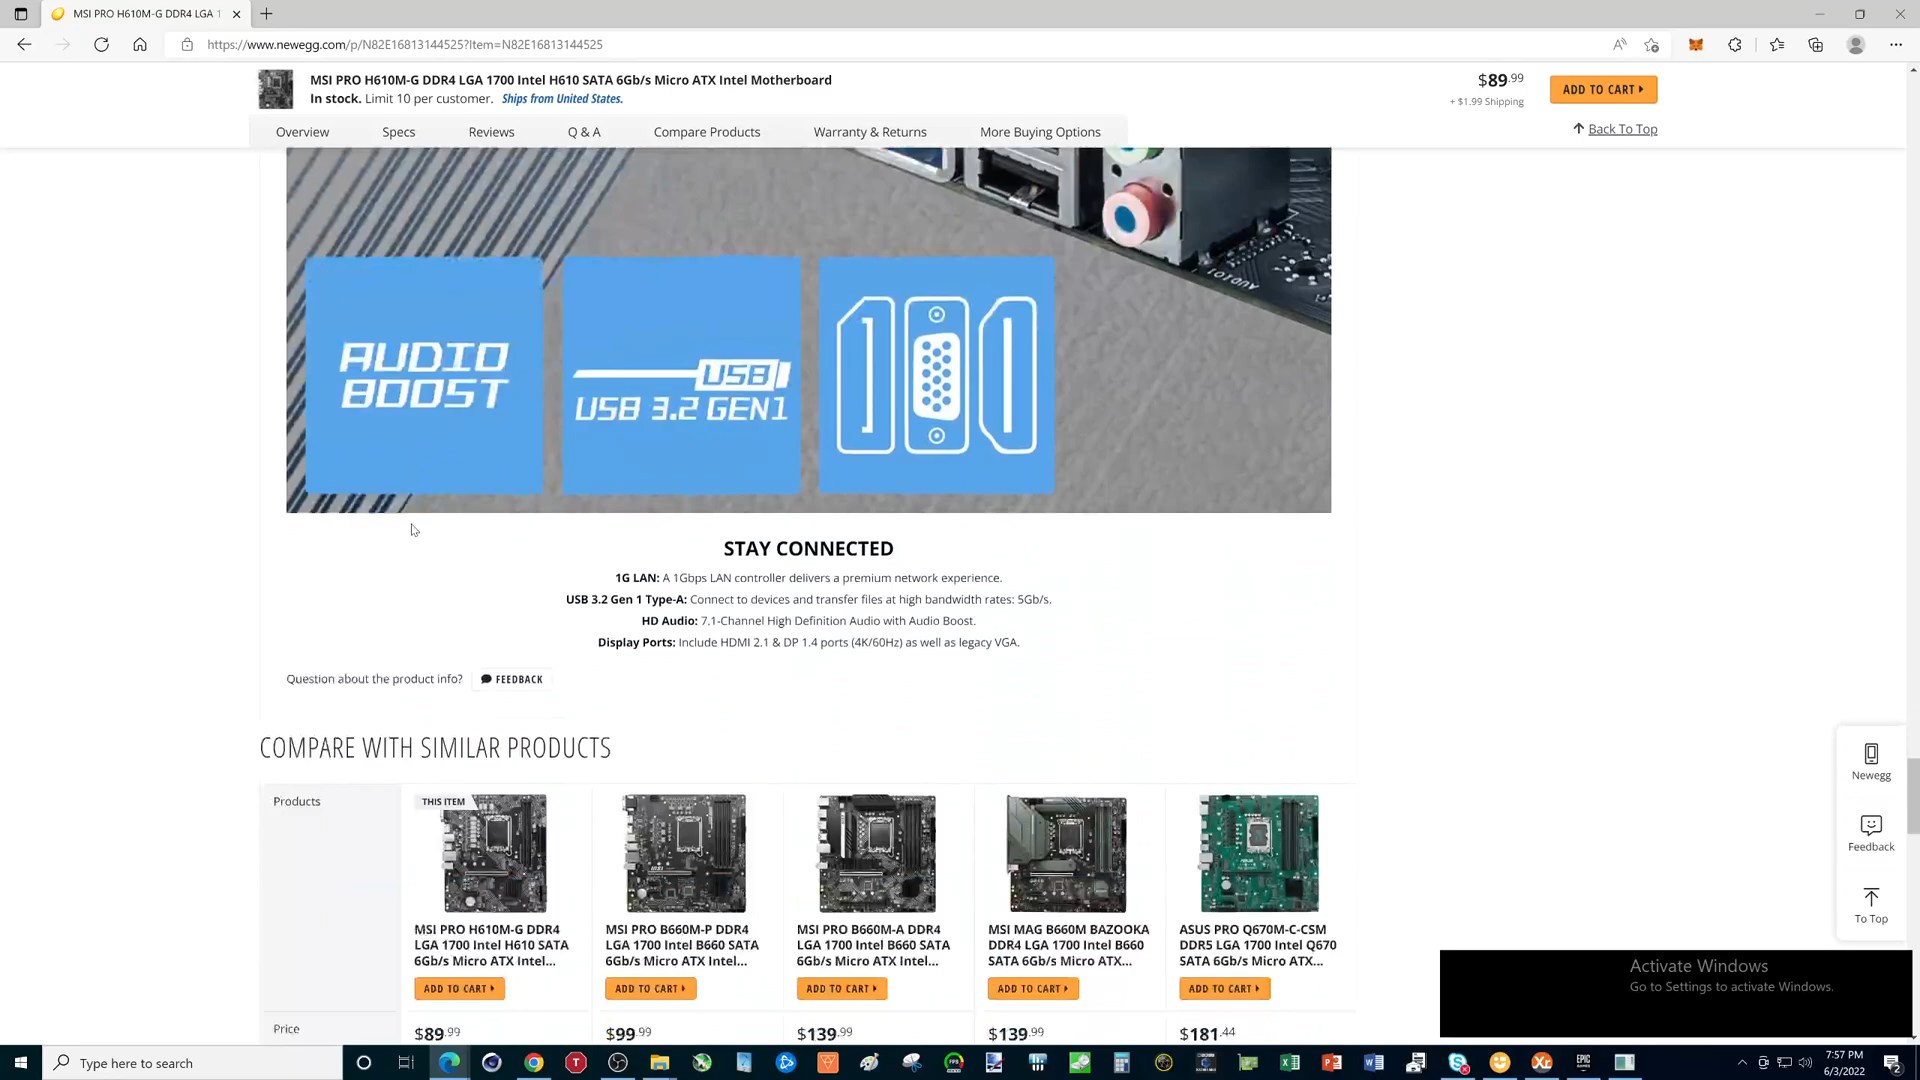 MSI PRO H610M-G DDR4 LGA 1
https://www.newegg.com/p/N82E16813144525?Item=N82E16813144525
MSI PRO H610M-G DDR4 LGA 1700 Intel H610 SATA 6Gb/s Micro ATX Intel Motherboard
In stock. Limit 10 per customer. Ships from United States.
$89.99
+ $1.99 Shipping
ADD TO CART
Overview Specs Reviews Q & A Compare Products Warranty & Returns More Buying Options
Back To Top
AUDIO1
AUDIO
BOOST
USB
USB 3.2 GEN1
STAY CONNECTED
1G LAN: A 1Gbps LAN controller delivers a premium network experience.
USB 3.2 Gen 1 Type-A: Connect to devices and transfer files at high bandwidth rates: 5Gb/s.
HD Audio: 7.1-Channel High Definition Audio with Audio Boost.
Display Ports: Include HDMI 2.1 & DP 1.4 ports (4K/60Hz) as well as legacy VGA.
Question about the product info? FEEDBACK
COMPARE WITH SIMILAR PRODUCTS
Products
THIS ITEM
MSI PRO H610M-G DDR4
LGA 1700 Intel H610 SATA
6Gb/s Micro ATX Intel...
ADD TO CART
MSI PRO B660M-P DDR4
LGA 1700 Intel B660 SATA
6Gb/s Micro ATX Intel...
ADD TO CART
MSI PRO B660M-A DDR4
LGA 1700 Intel B660 SATA
6Gb/s Micro ATX Intel...
ADD TO CART
MSI MAG B660M BAZOOKA
DDR4 LGA 1700 Intel B660
SATA 6Gb/s Micro ATX...
ADD TO CART
ASUS PRO Q670M-C-CSM
DDR5 LGA 1700 Intel Q670
SATA 6Gb/s Micro ATX...
ADD TO CART
Price
$89.99
$99.99
$139.99
$139.99
$181.44
Newegg
Feedback
To Top
Activate Windows
Go to Settings to activate Windows.
Type here to search
7:57 PM
6/3/2022
2